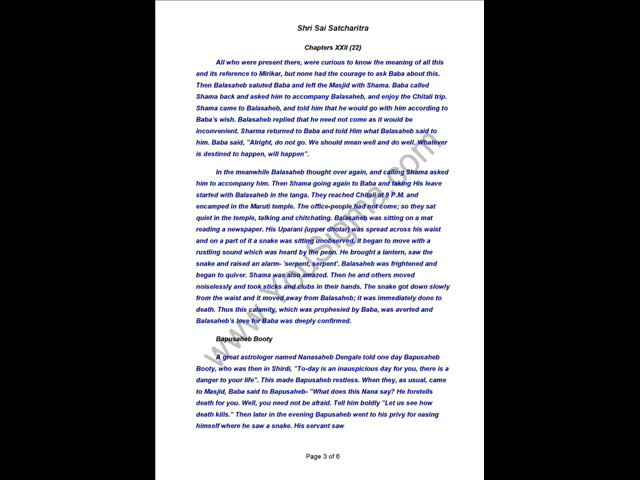 Shri Sai Satcharitra
Chapters XXII (22)
All who were present there, were curious to know the meaning of all this
and its reference to Mirikar, but none had the courage to ask Baba about this.
Then Balasaheb saluted Baba and left the Masjid with Shama. Baba called
Shama back and asked him to accompany Balasaheb, and enjoy the Chitali trip.
Shama came to Balasaheb, and told him that he would go with him according to
Baba's wish. Balasaheb replied that he need not come as it would be
inconvenient. Sharma returned to Baba and told Him what Balasaheb said to
him. Baba said, "Alright, do not go. We should mean well and do well. Whatever
is destined to happen, will happen".
In the meanwhile Balasaheb thought over again, and calling Shama asked
him to accompany him. Then Shama going again to Baba and taking His leave
started with Balasaheb in the tanga. They reached Chitali at 9 P.M. and
encamped in the Maruti temple. The office-people had not come; so they sat
quiet in the temple, talking and chitchating. Balasaheb was sitting on a mat
reading a newspaper. His Uparani (upper dhotar) was spread across his waist
and on a part of it a snake was sitting unobserved. It began to move with a
rustling sound which was heard by the peon. He brought a lantern, saw the
snake and raised an alarm- 'serpent, serpent'. Balasaheb was frightened and
began to quiver. Shama was also amazed. Then he and others moved
noiselessly and took sticks and clubs in their hands. The snake got down slowly
from the waist and it moved away from Balasaheb; it was immediately done to
death. Thus this calamity, which was prophesied by Baba, was averted and
Balasaheb's love for Baba was deeply confirmed.
Bapusaheb Booty
A great astrologer named Nanasaheb Dengale told one day Bapusaheb
Booty, who was then in Shirdi, "To-day is an inauspicious day for you, there is a
danger to your life". This made Bapusaheb restless. When they, as usual, came
to Masjid, Baba said to Bapusaheb- "What does this Nana say? He foretells
death for you. Well, you need not be afraid. Tell him boldly "Let us see how
death kills." Then later in the evening Bapusaheb went to his privy for easing
himself where he saw a snake. His servant saw
www.YouSigma.com
Page 3 of 6